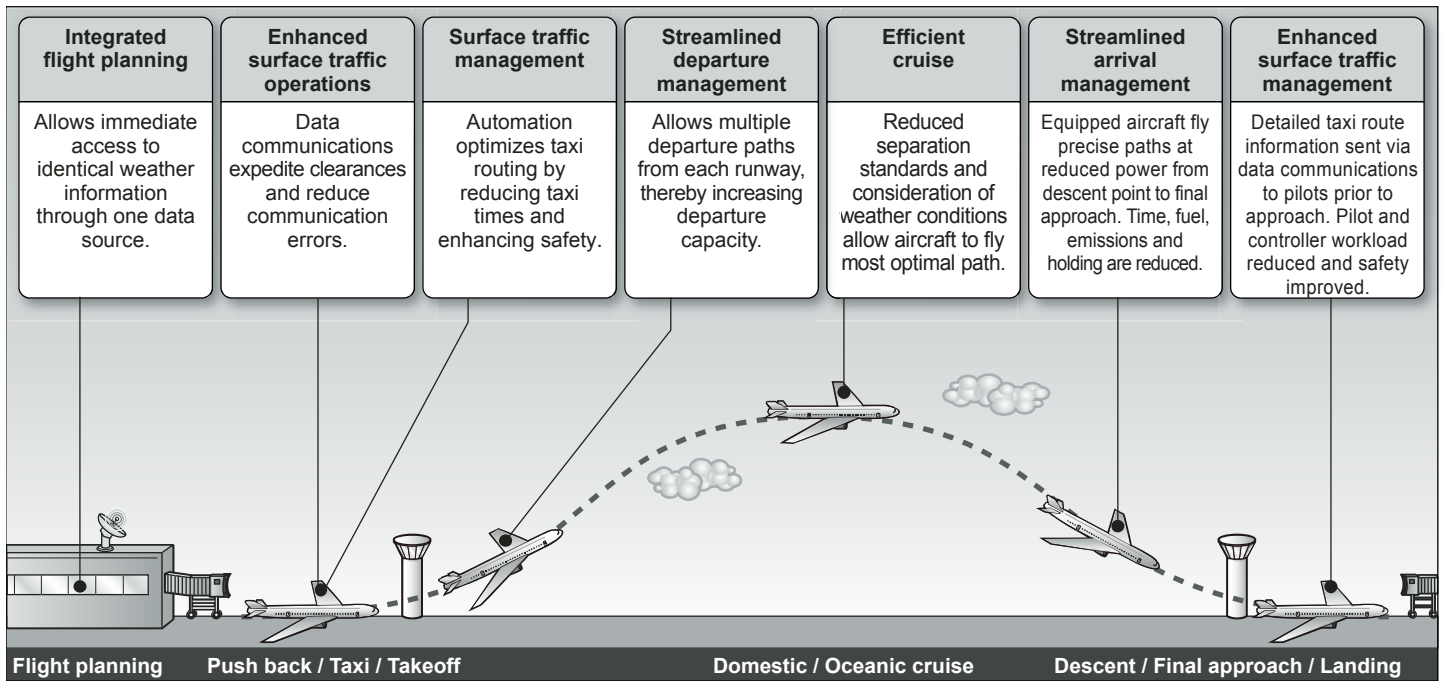 Integrated
flight planning
Allows immediate
access to
identical weather
information
through one data
source.
Enhanced
surface traffic
operations
Data
communications
expedite clearances
and reduce
communication
errors.
Surface traffic
management
Automation
optimizes taxi
routing by
reducing taxi
times and
enhancing safety.
Streamlined
departure
management
Allows multiple
departure paths
from each runway,
thereby increasing
departure
capacity.
Efficient
cruise
Reduced
separation
standards and
consideration of
weather conditions
allow aircraft to fly
most optimal path.
Streamlined
arrival
management
Equipped aircraft fly
precise paths at
reduced power from
descent point to final
approach. Time, fuel,
emissions and
holding are reduced.
Enhanced
surface traffic
management
Detailed taxi route
information sent via
data communications
to pilots prior to
approach. Pilot and
controller workload
reduced and safety
improved.
Flight planning
Push back / Taxi / Takeoff
Domestic / Oceanic cruise
Descent / Final approach / Landing